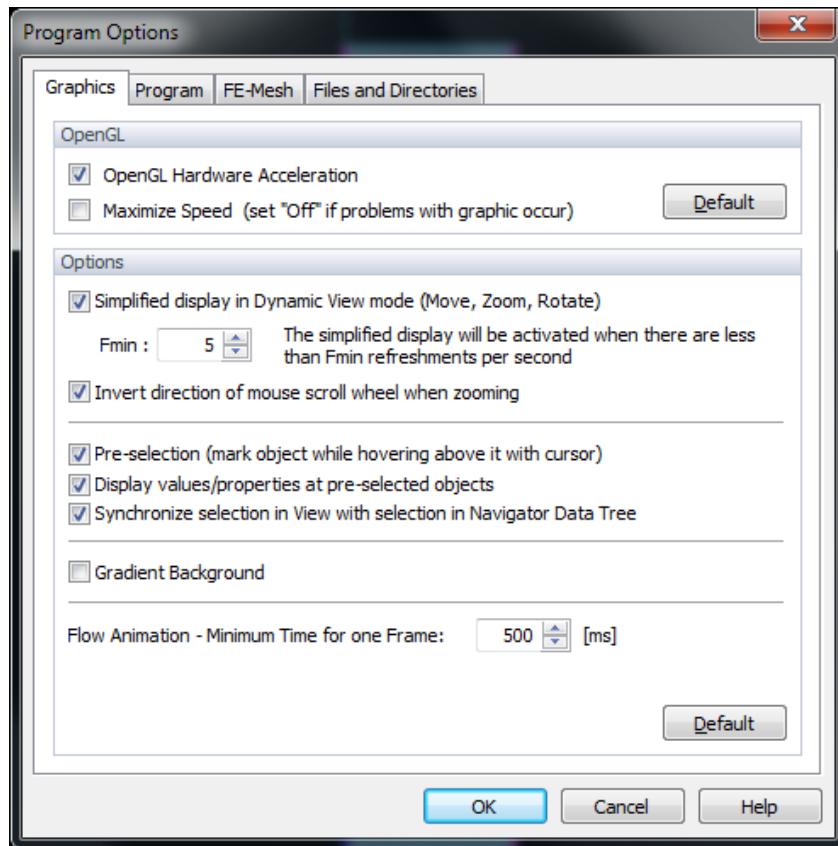 Program Options
Graphics Program FE-Mesh Files and Directories
OpenGL
OpenGL Hardware Acceleration
Maximize Speed (set "Off" if problems with graphic occur)
Default
Options
Simplified display in Dynamic View mode (Move, Zoom, Rotate)
Fmin : 5 The simplified display will be activated when there are less
than Fmin refreshments per second
Invert direction of mouse scroll wheel when zooming
Pre-selection (mark object while hovering above it with cursor)
Display values/properties at pre-selected objects
Synchronize selection in View with selection in Navigator Data Tree
Gradient Background
Flow Animation - Minimum Time for one Frame: 500 [ms]
Default
OK Cancel Help